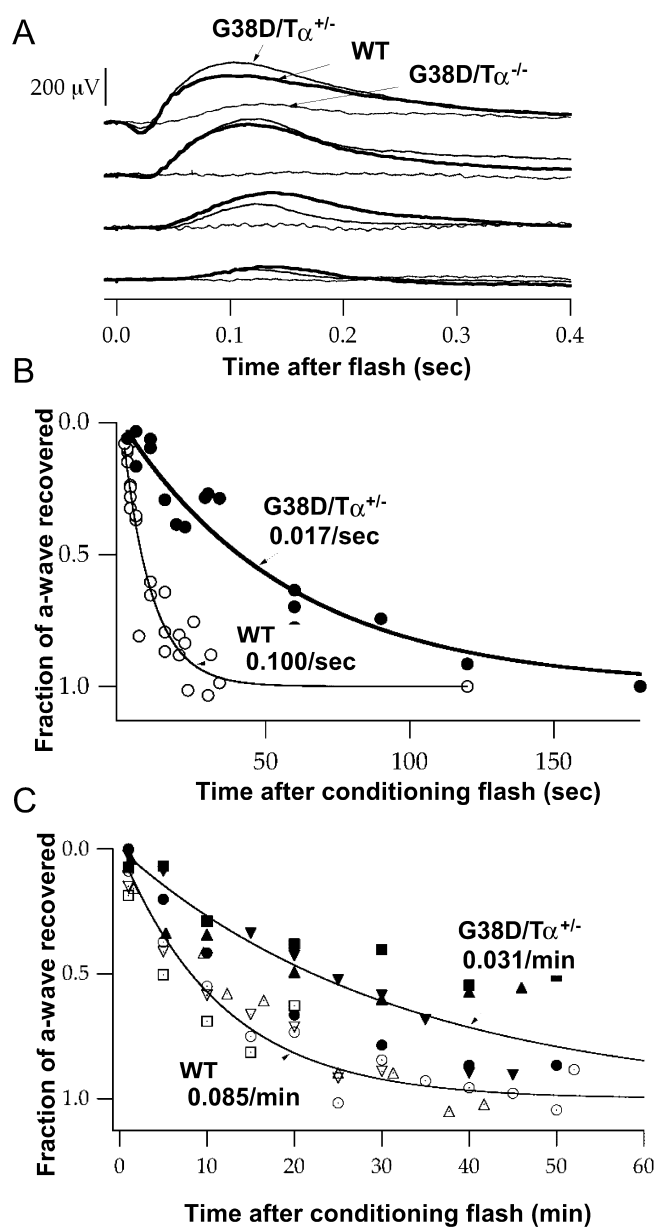 A
G38D/Tα+/-
WT
G38D/Tα-/-
200 μV
0.0 0.1 0.2 0.3 0.4
Time after flash (sec)
B
Fraction of a-wave recovered
0.0
0.5
1.0
G38D/Tα+/-
0.017/sec
WT
0.100/sec
50 100 150
Time after conditioning flash (sec)
C
Fraction of a-wave recovered
0.0
0.5
1.0
G38D/Tα+/-
0.031/min
WT
0.085/min
0 10 20 30 40 50 60
Time after conditioning flash (min)